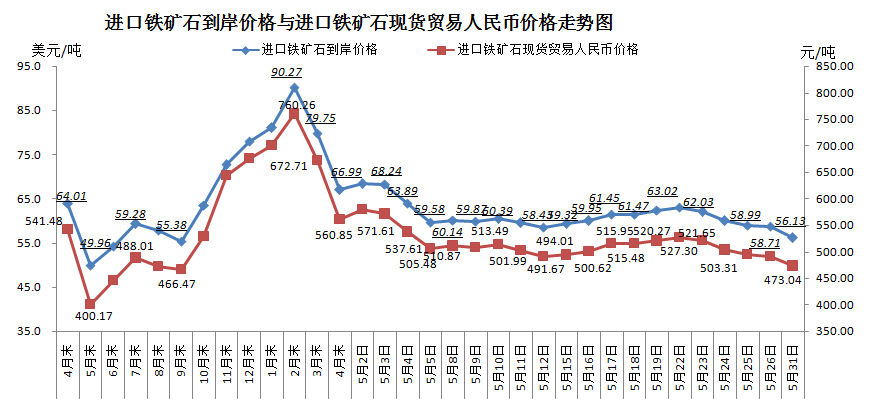 进口铁矿石到岸价格与进口铁矿石现货贸易人民币价格走势图
美元/吨
进口铁矿石到岸价格
进口铁矿石现货贸易人民币价格
元/吨
95.0
85.0
75.0
65.0
55.0
45.0
35.0
850.00
800.00
750.00
700.00
650.00
600.00
550.00
500.00
450.00
400.00
350.00
64.01
49.96
59.28
55.38
90.27
79.75
66.99
68.24
63.89
59.58
60.14
59.87
60.39
58.43
59.32
59.95
61.45
61.47
63.02
62.03
58.99
58.71
56.13
541.48
400.17
488.01
466.47
672.71
760.26
560.85
571.61
537.61
505.48
510.87
513.49
501.99
491.67
494.01
500.62
515.95
515.48
520.27
527.30
521.65
503.31
473.04
4月末
5月末
6月末
7月末
8月末
9月末
10月末
11月末
12月末
1月末
2月末
3月末
4月末
5月2日
5月3日
5月4日
5月5日
5月8日
5月9日
5月10日
5月11日
5月12日
5月15日
5月16日
5月17日
5月18日
5月19日
5月22日
5月23日
5月24日
5月25日
5月26日
5月31日